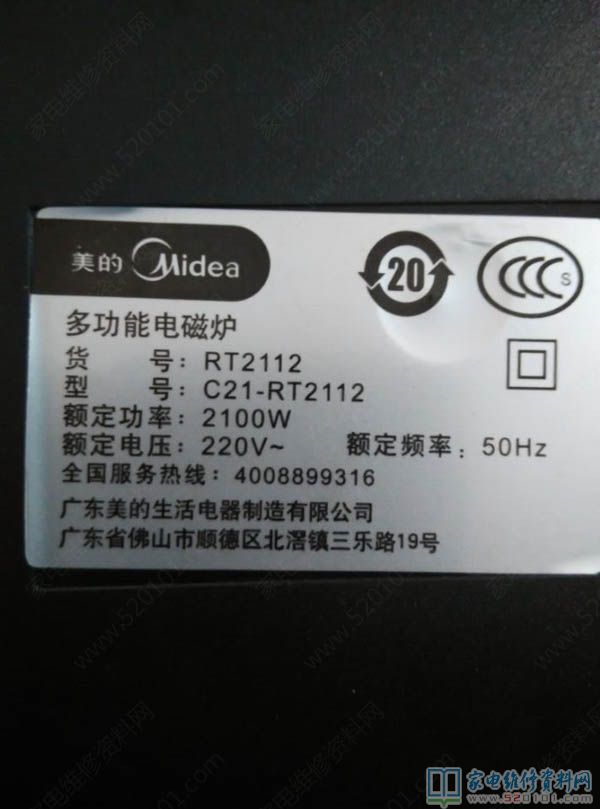 美的 Midea
20
CCC S
多功能电磁炉
货 号：RT2112
型 号：C21-RT2112
额定功率：2100W
额定电压：220V~ 额定频率：50Hz
全国服务热线：4008899316
广东美的生活电器制造有限公司
广东省佛山市顺德区北滘镇三乐路19号
家电维修资料网
www.520101.com